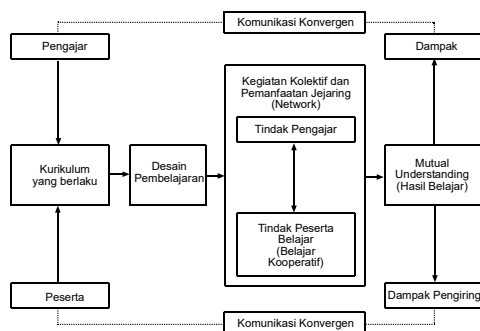 Komunikasi Konvergen
Pengajar
Dampak
Kegiatan Kolektif dan
Pemanfaatan Jejaring
(Network)
Tindak Pengajar
Kurikulum
yang berlaku
Desain
Pembelajaran
Mutual
Understanding
(Hasil Belajar)
Tindak Peserta
Belajar
(Belajar
Kooperatif)
Peserta
Dampak Pengiring
Komunikasi Konvergen